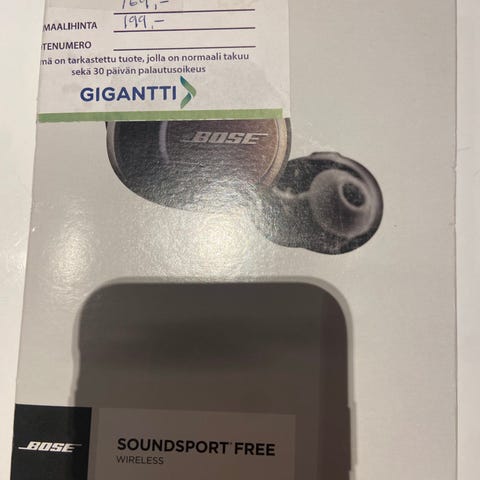 169,-
MAALIHINTA 199,-
TENUMERO
mä on tarkastettu tuote, jolla on normaali takuu
sekä 30 päivän palautusoikeus
GIGANTTI
BOSE
BOSE
SOUNDSPORT FREE
WIRELESS